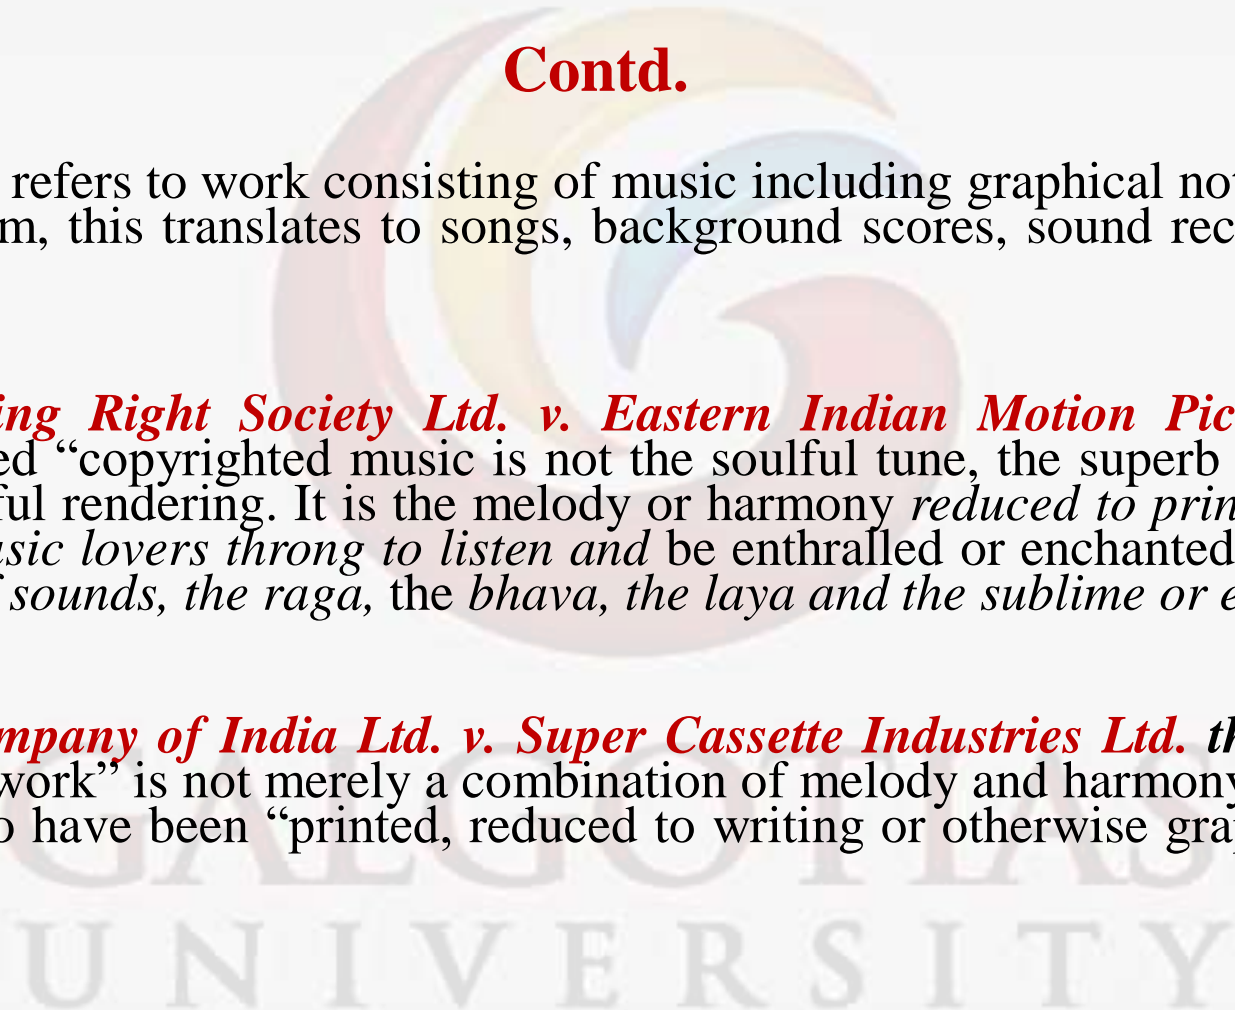 Contd.
refers to work consisting of music including graphical not
m, this translates to songs, background scores, sound rec
ing Right Society Ltd. v. Eastern Indian Motion Pic
ed “copyrighted music is not the soulful tune, the superb
ful rendering. It is the melody or harmony reduced to prin
usic lovers throng to listen and be enthralled or enchanted
f sounds, the raga, the bhava, the laya and the sublime or e
mpany of India Ltd. v. Super Cassette Industries Ltd. th
work” is not merely a combination of melody and harmony
o have been “printed, reduced to writing or otherwise gra
GALGOTIAS
UNIVERSITY